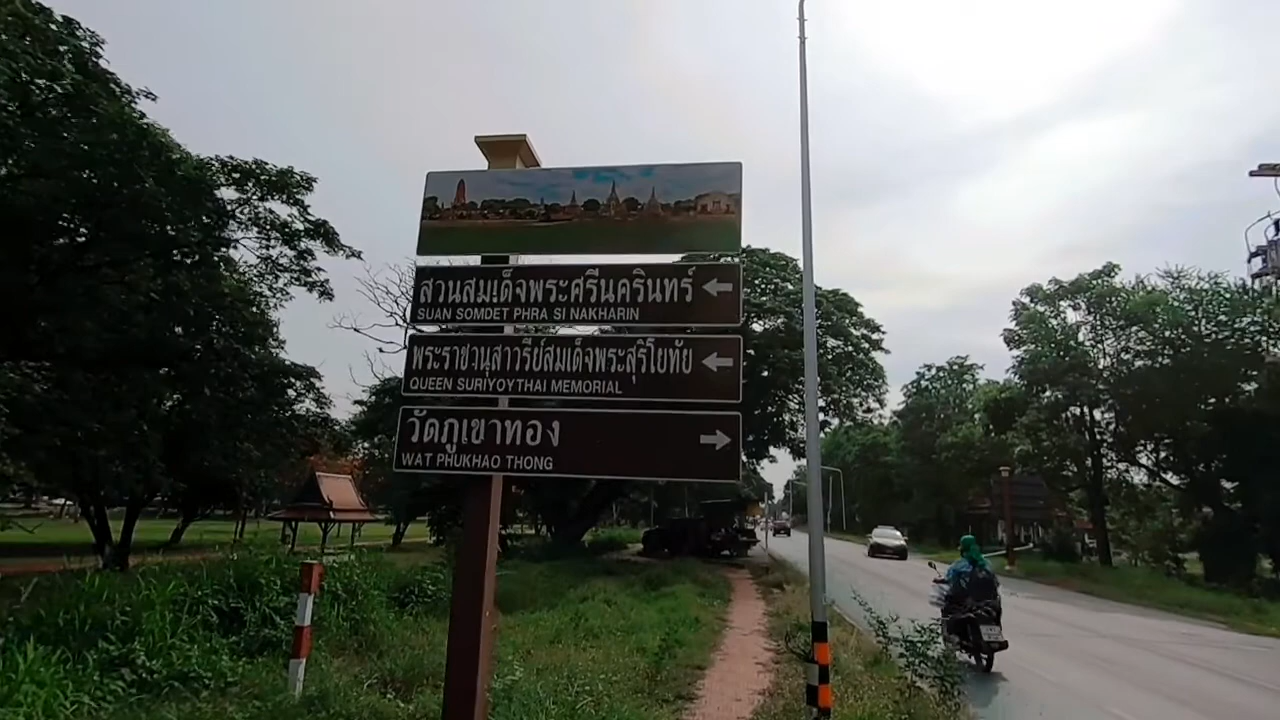 สวนสมเด็จพระศรีนครินทร์
SUAN SOMDET PHRA SI NAKHARIN
พระราชานุสาวรีย์สมเด็จพระสุริโยทัย
QUEEN SURIYOYTHAI MEMORIAL
วัดภูเขาทอง
WAT PHUKHAO THONG